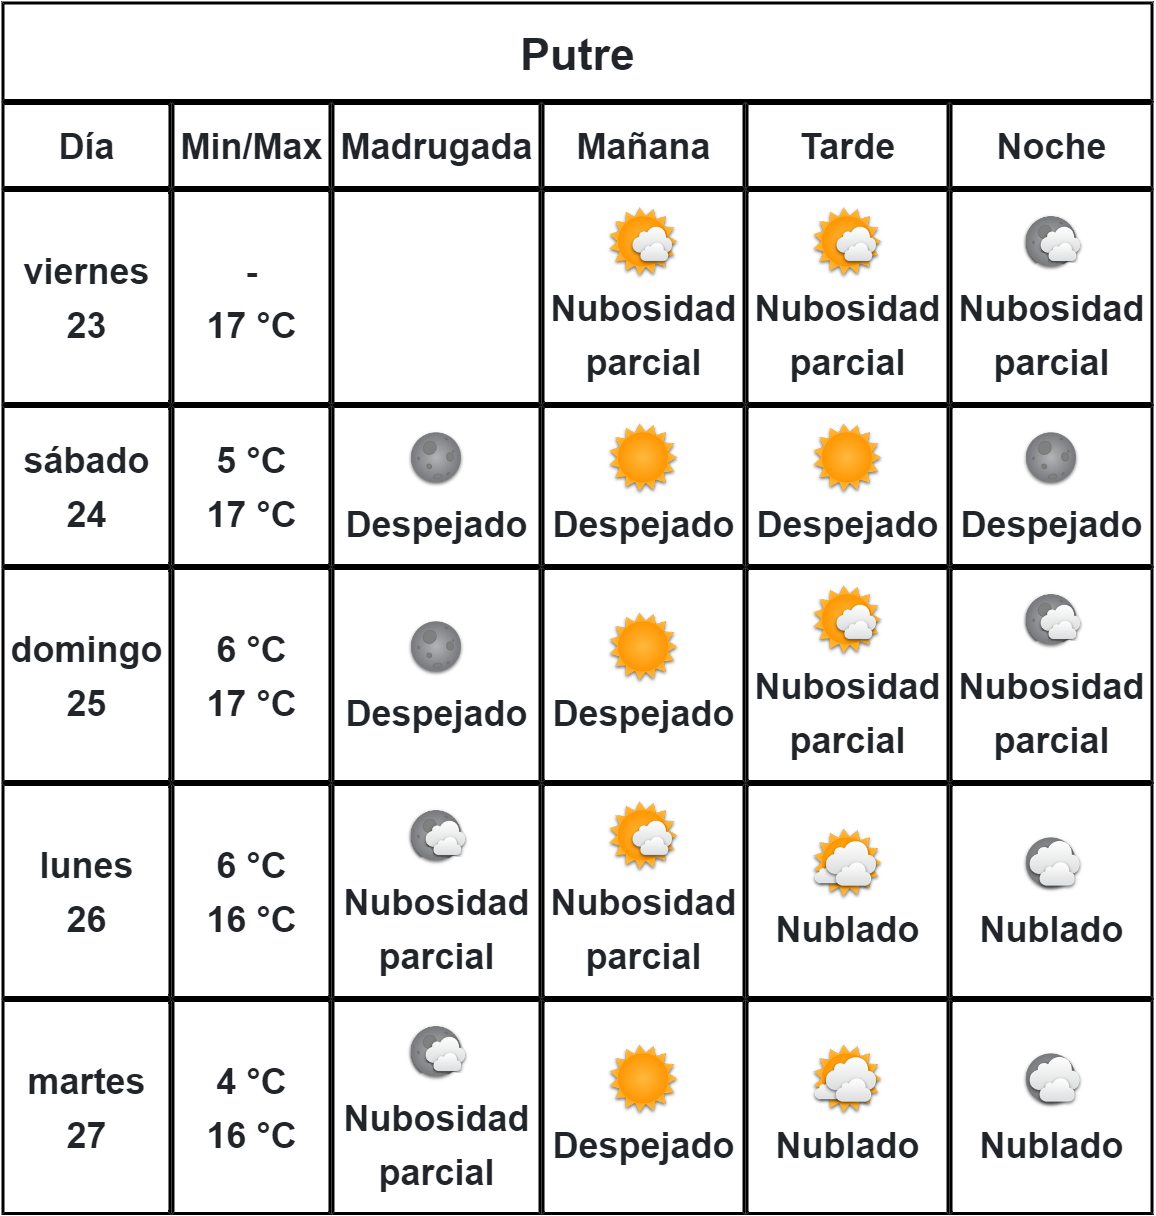 Putre
Día Min/Max Madrugada Mañana Tarde Noche
viernes
23
-
17 °C
Nubosidad
parcial
Nubosidad
parcial
Nubosidad
parcial
sábado
24
5 °C
17 °C
Despejado
Despejado
Despejado
Despejado
domingo
25
6 °C
17 °C
Despejado
Despejado
Nubosidad
parcial
Nubosidad
parcial
lunes
26
6 °C
16 °C
Nubosidad
parcial
Nubosidad
parcial
Nublado
Nublado
martes
27
4 °C
16 °C
Nubosidad
parcial
Despejado
Nublado
Nublado